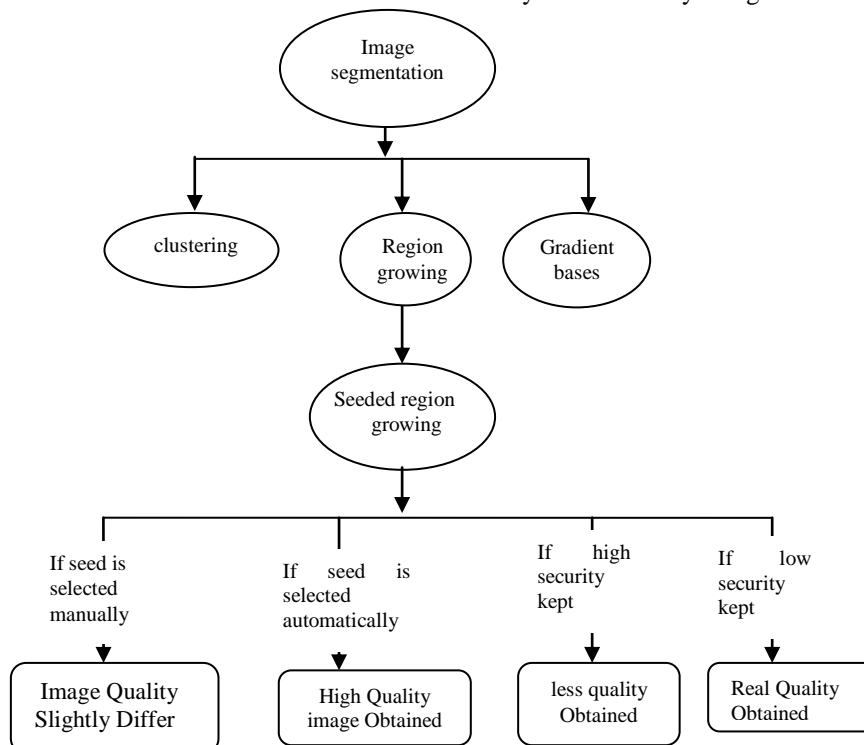 Image
segmentation
clustering
Region
growing
Gradient
bases
Seeded region
growing
If seed is
selected
manually
If seed is
selected
automatically
If high
security
kept
If low
security
kept
Image Quality
Slightly Differ
High Quality
image Obtained
less quality
Obtained
Real Quality
Obtained